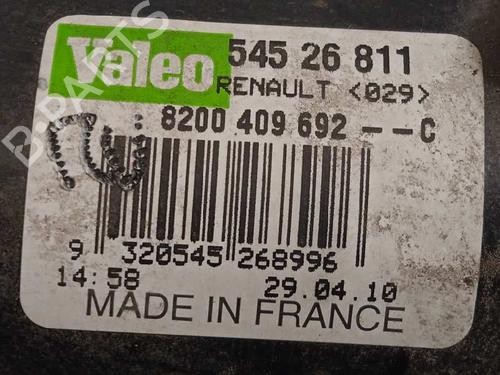 Valeo 545 26 811
RENAULT <029>
8200 409 692 -- C
9 320545 268996
14:58 29.04.10
MADE IN FRANCE
B-PARTS